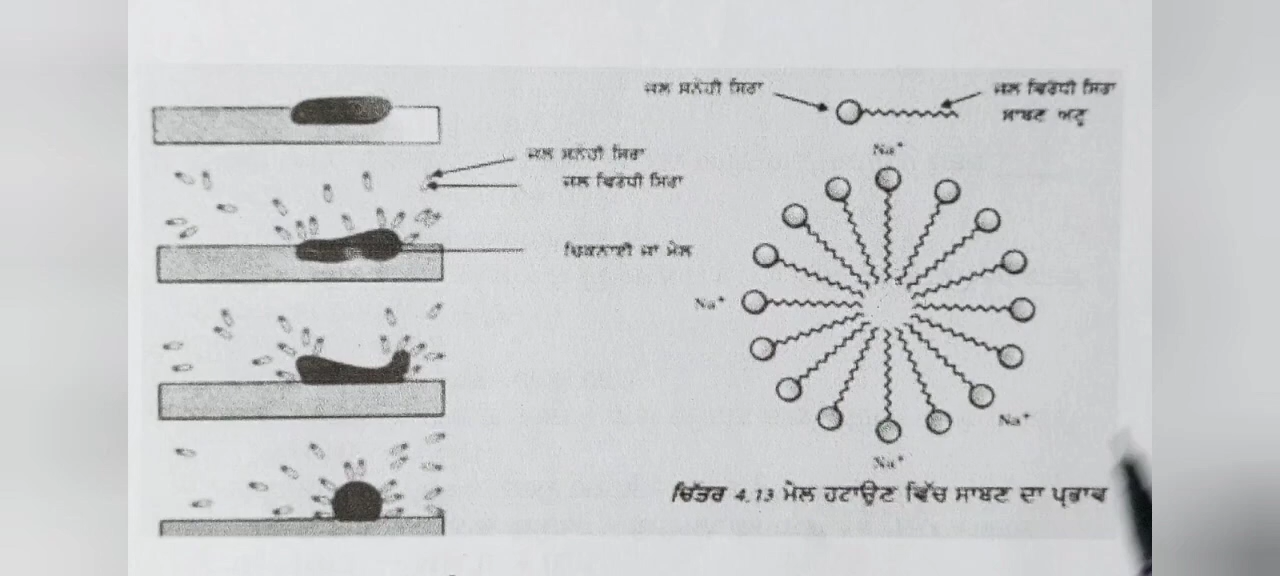 ਜਲ ਸਨੇਹੀ ਸਿਰਾ
ਜਲ ਵਿਰੋਧੀ ਸਿਰਾ
ਸਾਬਣ ਅਣੂ
Na⁺
ਜਲ ਸਨੇਹੀ ਸਿਰਾ
ਜਲ ਵਿਰੋਧੀ ਸਿਰਾ
ਚਿਕਨਾਈ ਜਾਂ ਮੈਲ
Na⁺
Na⁺
Na⁺
ਚਿੱਤਰ 4.13 ਮੈਲ ਹਟਾਉਣ ਵਿੱਚ ਸਾਬਣ ਦਾ ਪ੍ਰਭਾਵ